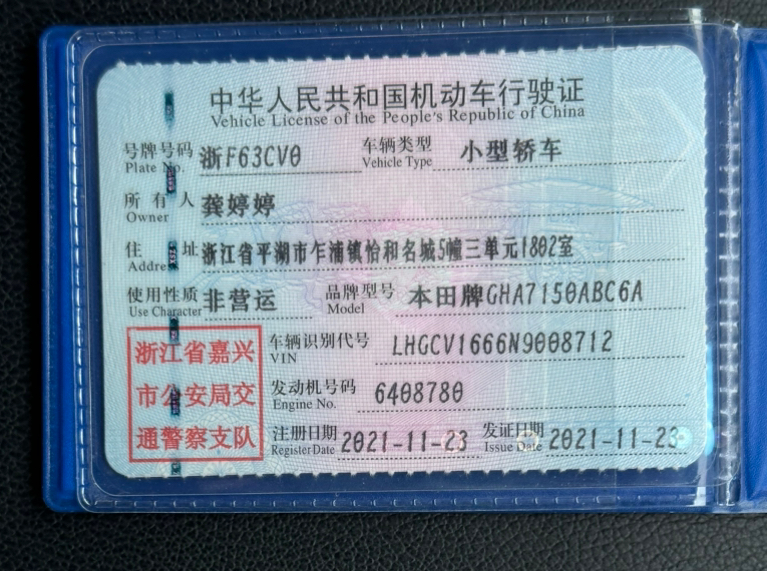 中华人民共和国机动车行驶证
Vehicle License of the People's Republic of China
号牌号码 浙F63CV0 车辆类型 小型轿车
Plate No. Vehicle Type
所有人 龚婷婷
Owner
住址 浙江省平湖市乍浦镇怡和名城5幢三单元1802室
Address
使用性质 非营运 品牌型号 本田牌GHA7150ABC6A
Use Character Model
浙江省嘉兴
市公安局交
通警察支队
车辆识别代号 LHGCV1666N9008712
VIN
发动机号码 6408780
Engine No.
注册日期 2021-11-23 发证日期 2021-11-23
Register Date Issue Date